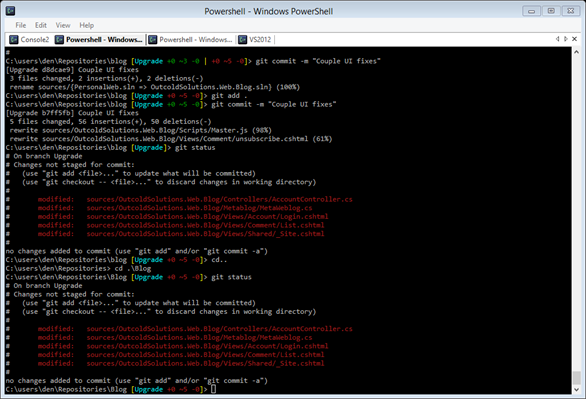 Powershell - Windows PowerShell
File Edit View Help
Console2 Powershell - Windows... Powershell - Windows... VS2012
#
C:\users\den\Repositories\blog [Upgrade +0 ~3 -0 | +0 ~5 -0]> git commit -m "Couple UI fixes"
[Upgrade d8dcae9] Couple UI fixes
3 files changed, 2 insertions(+), 2 deletions(-)
rename sources/{PersonalWeb.sln => OutcoldSolutions.Web.Blog.sln} (100%)
C:\users\den\Repositories\blog [Upgrade +0 ~5 -0]> git add .
C:\users\den\Repositories\blog [Upgrade +0 ~5 -0]> git commit -m "Couple UI fixes"
[Upgrade b7ff5fb] Couple UI fixes
5 files changed, 56 insertions(+), 50 deletions(-)
rewrite sources/OutcoldSolutions.Web.Blog/Scripts/Master.js (98%)
rewrite sources/OutcoldSolutions.Web.Blog/Views/Comment/unsubscribe.cshtml (61%)
C:\users\den\Repositories\blog [Upgrade]> git status
# On branch Upgrade
# Changes not staged for commit:
# (use "git add <file>..." to update what will be committed)
# (use "git checkout -- <file>..." to discard changes in working directory)
#
# modified: sources/OutcoldSolutions.Web.Blog/Controllers/AccountController.cs
# modified: sources/OutcoldSolutions.Web.Blog/Metablog/MetaWeblog.cs
# modified: sources/OutcoldSolutions.Web.Blog/Views/Account/Login.cshtml
# modified: sources/OutcoldSolutions.Web.Blog/Views/Comment/List.cshtml
# modified: sources/OutcoldSolutions.Web.Blog/Views/Shared/_Site.cshtml
#
no changes added to commit (use "git add" and/or "git commit -a")
C:\users\den\Repositories\blog [Upgrade +0 ~5 -0]> cd..
C:\users\den\Repositories> cd .\Blog
C:\users\den\Repositories\Blog [Upgrade +0 ~5 -0]> git status
# On branch Upgrade
# Changes not staged for commit:
# (use "git add <file>..." to update what will be committed)
# (use "git checkout -- <file>..." to discard changes in working directory)
#
# modified: sources/OutcoldSolutions.Web.Blog/Controllers/AccountController.cs
# modified: sources/OutcoldSolutions.Web.Blog/Metablog/MetaWeblog.cs
# modified: sources/OutcoldSolutions.Web.Blog/Views/Account/Login.cshtml
# modified: sources/OutcoldSolutions.Web.Blog/Views/Comment/List.cshtml
# modified: sources/OutcoldSolutions.Web.Blog/Views/Shared/_Site.cshtml
#
no changes added to commit (use "git add" and/or "git commit -a")
C:\users\den\Repositories\Blog [Upgrade +0 ~5 -0]>